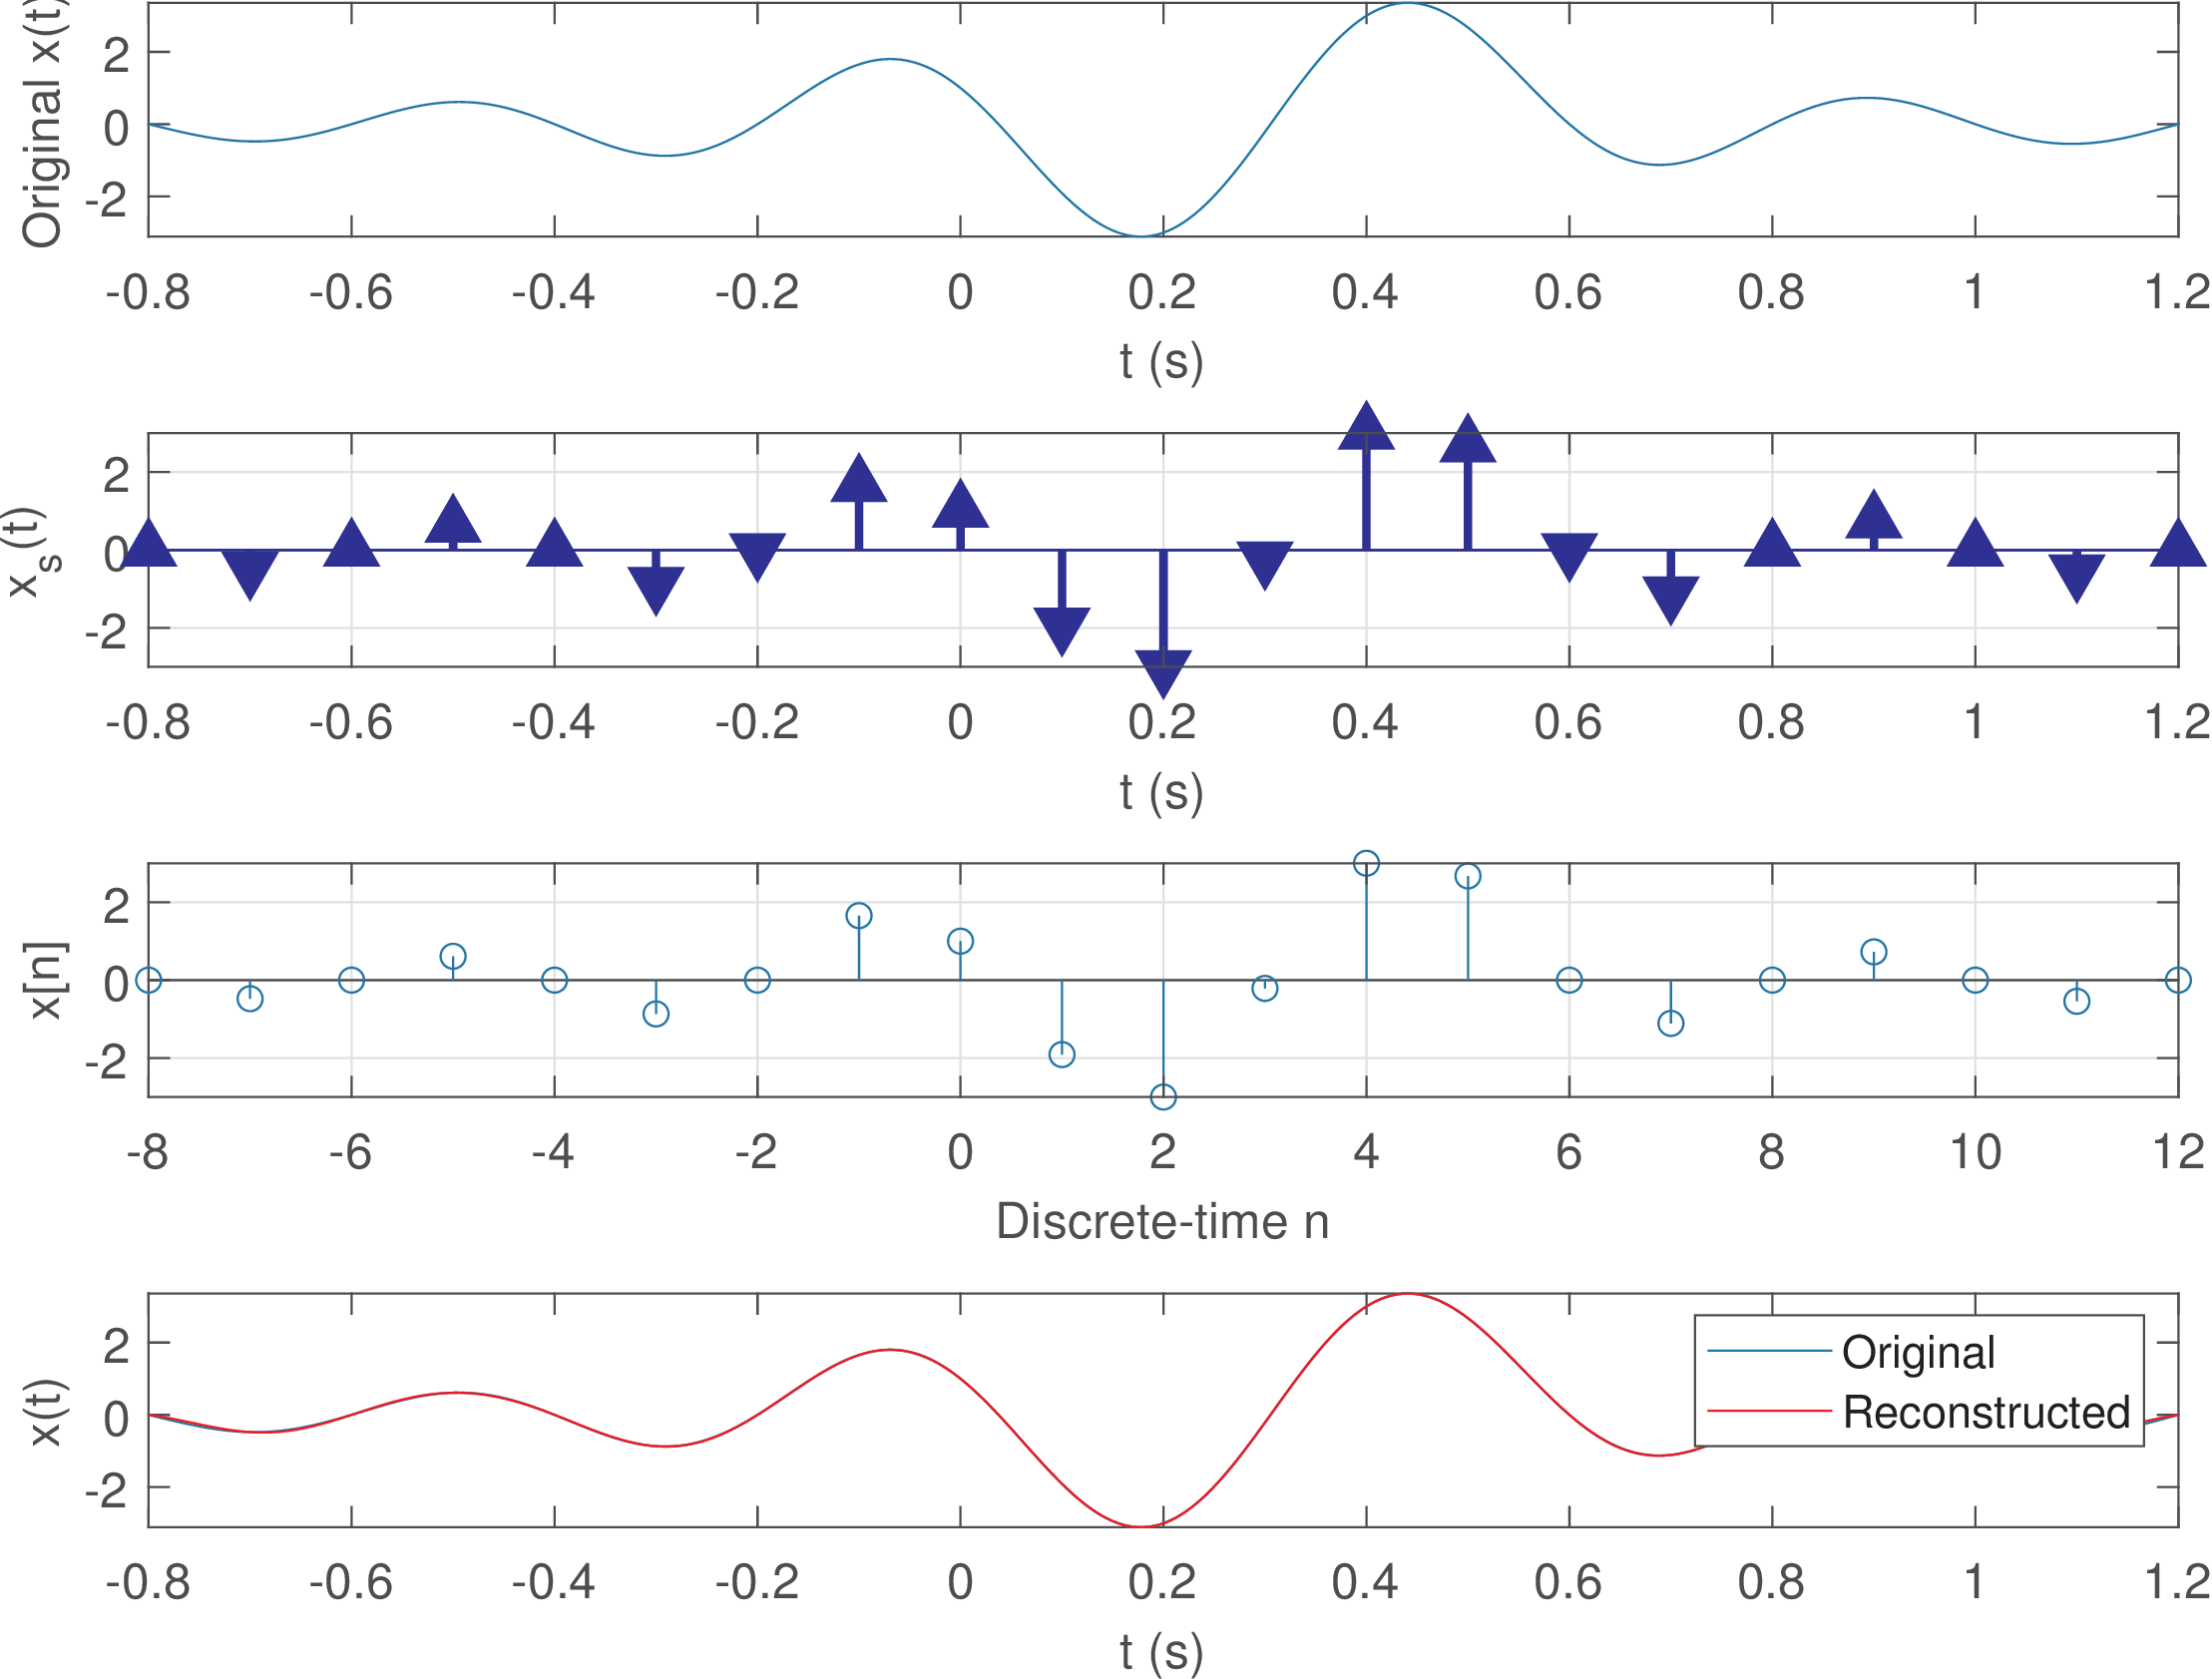 Original x(t)
2
0
-2
-0.8 -0.6 -0.4 -0.2 0 0.2 0.4 0.6 0.8 1 1.2
t (s)
xs(t)
2
0
-2
-0.8 -0.6 -0.4 -0.2 0 0.2 0.4 0.6 0.8 1 1.2
t (s)
x[n]
2
0
-2
-8 -6 -4 -2 0 2 4 6 8 10 12
Discrete-time n
x(t)
2
0
-2
Original
Reconstructed
-0.8 -0.6 -0.4 -0.2 0 0.2 0.4 0.6 0.8 1 1.2
t (s)